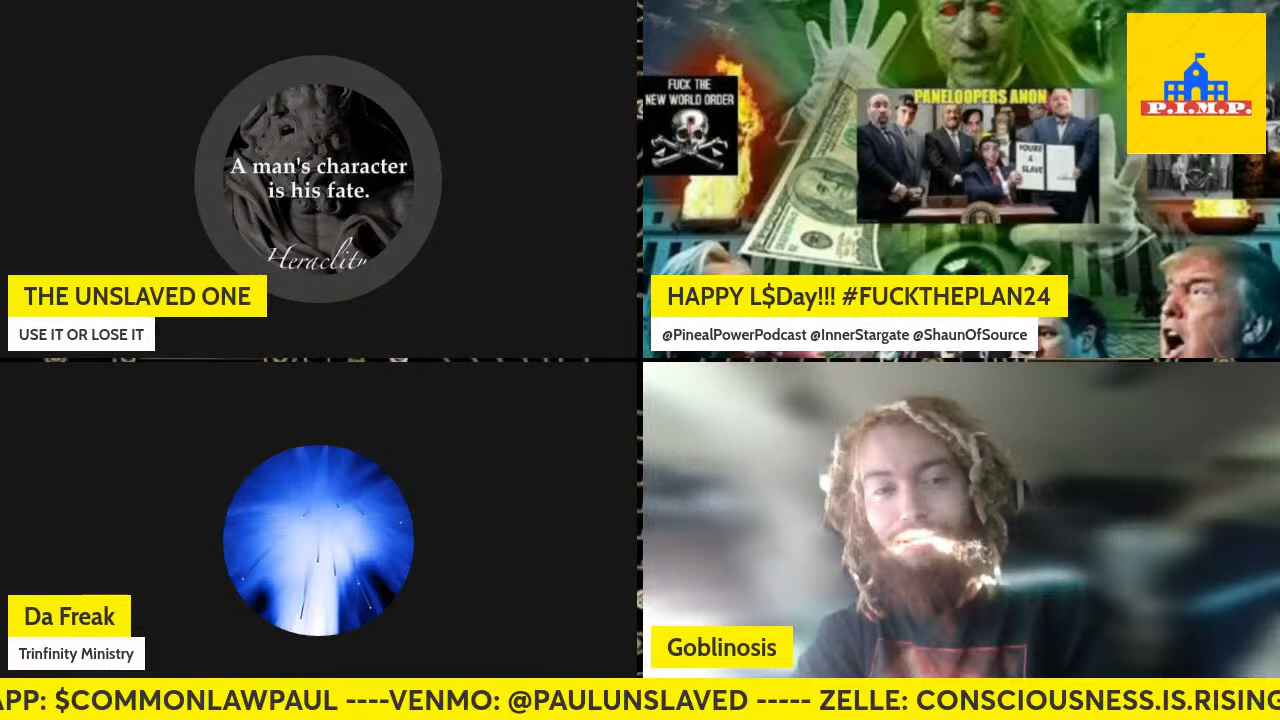 A man's character
is his fate.
THE UNSLAVED ONE
USE IT OR LOSE IT
FUCK THE
NEW WORLD ORDER
PANELOOPERS ANON
YOU'RE
A
SLAVE
P.I.M.P.
HAPPY L$Day!!! #FUCKTHEPLAN24
@PinealPowerPodcast @InnerStargate @ShaunOfSource
Da Freak
Trinfinity Ministry
Goblinosis
APP: $COMMONLAWPAUL ----VENMO: @PAULUNSLAVED ----- ZELLE: CONSCIOUSNESS.IS.RISING